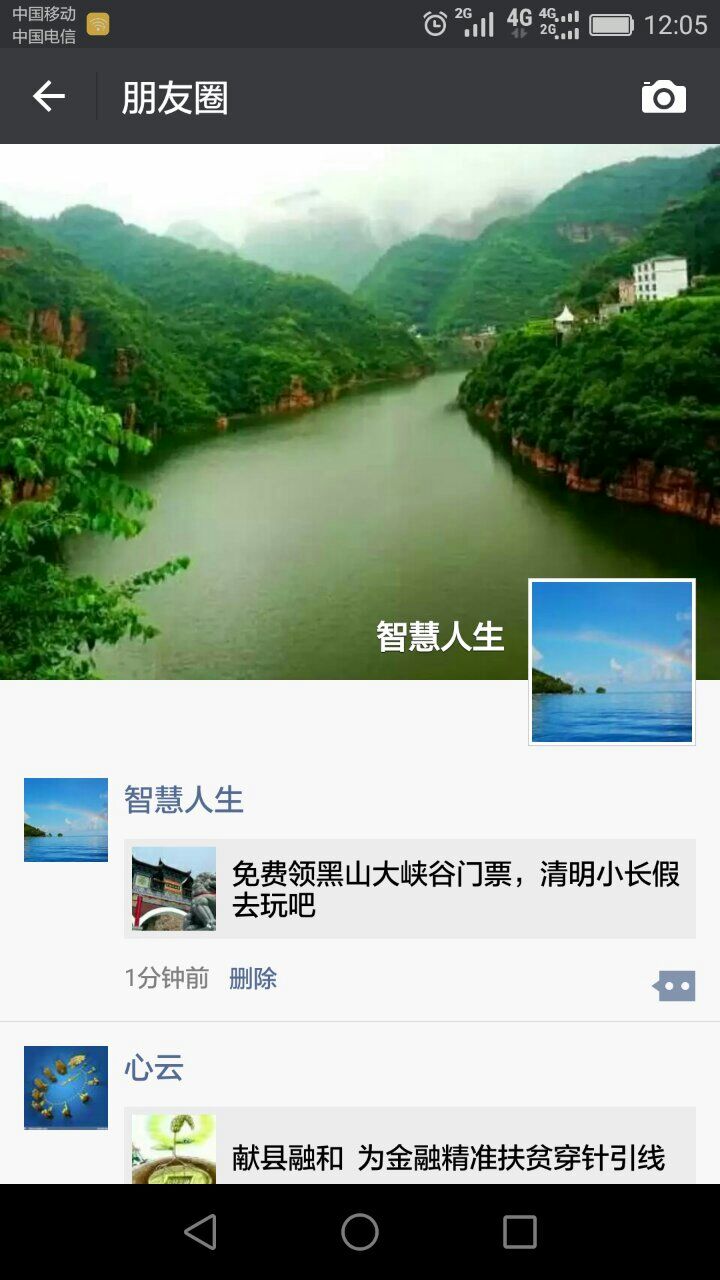 中国移动
中国电信
2G 4G 4G 2G 12:05
朋友圈
智慧人生
智慧人生
免费领黑山大峡谷门票，清明小长假
去玩吧
1分钟前 删除
心云
献县融和 为金融精准扶贫穿针引线